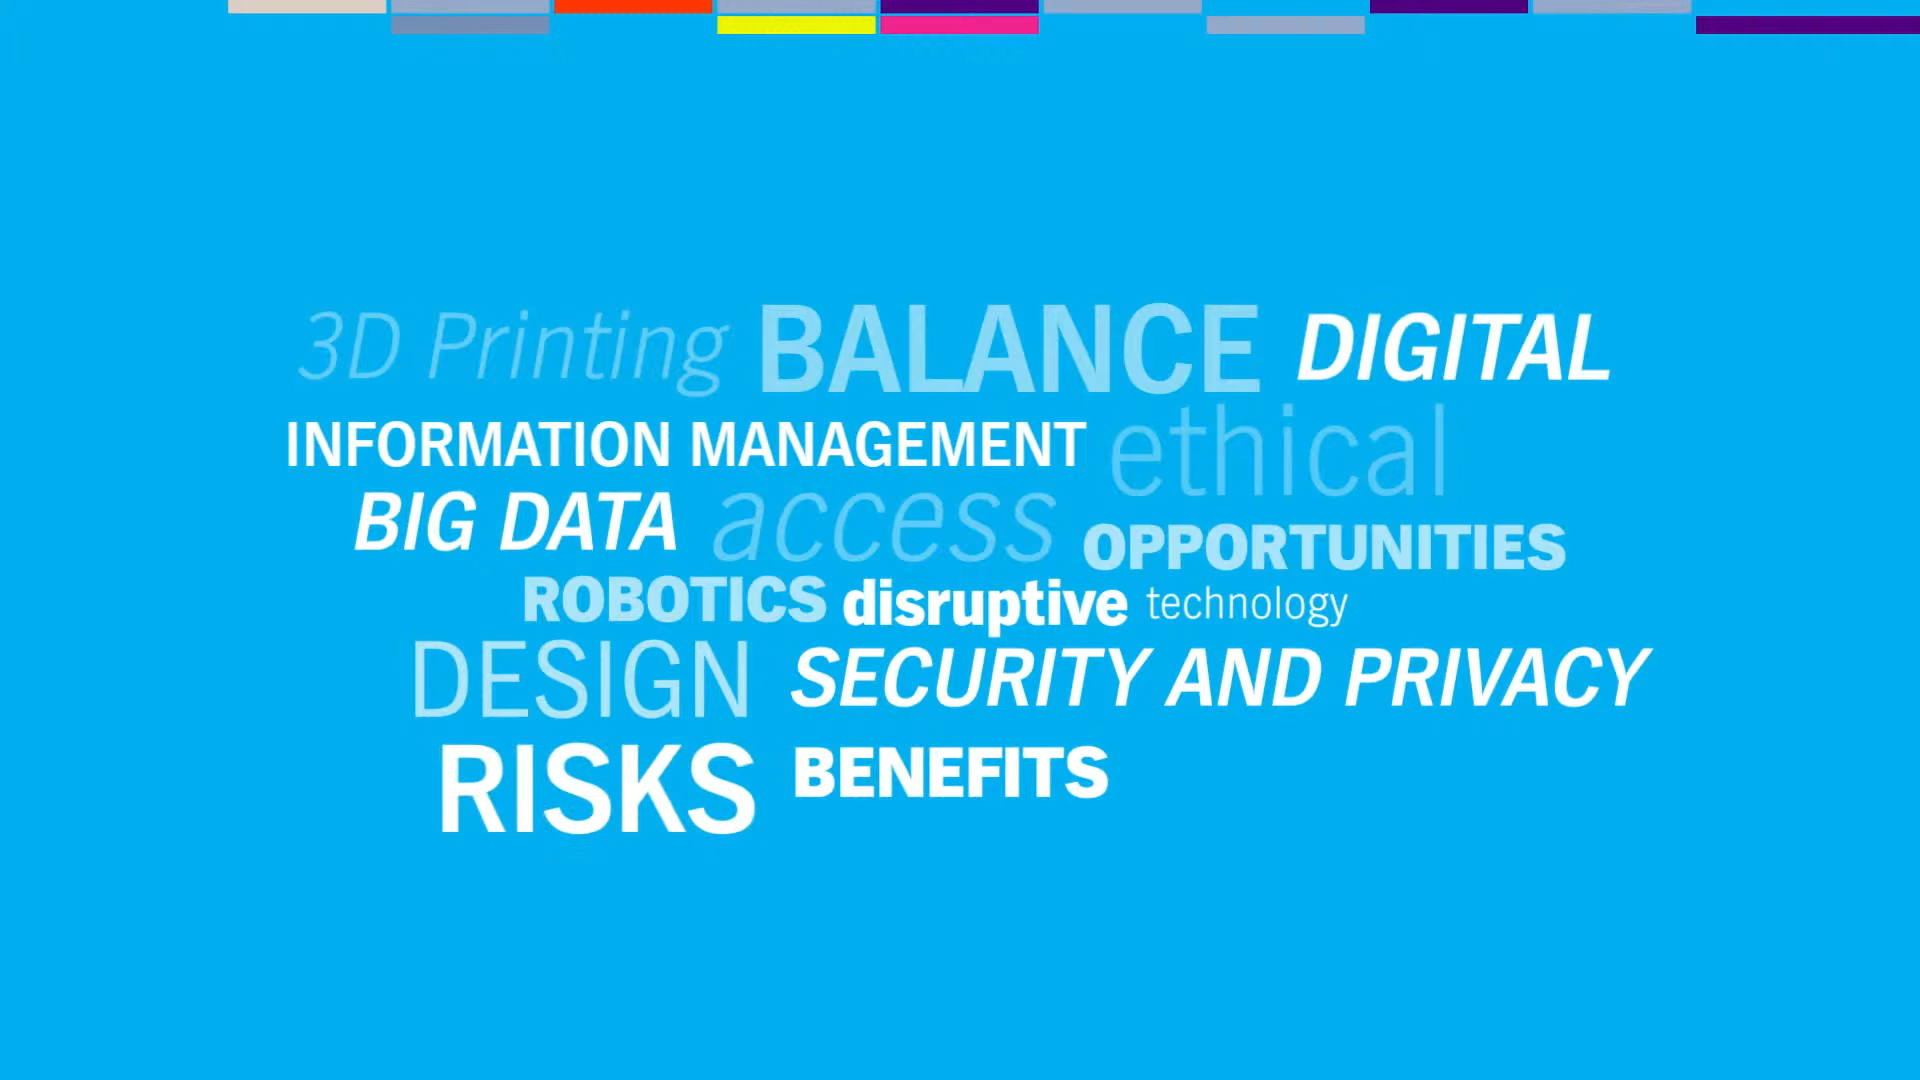 3D Printing BALANCE DIGITAL
INFORMATION MANAGEMENT ethical
BIG DATA access OPPORTUNITIES
ROBOTICS disruptive technology
DESIGN SECURITY AND PRIVACY
RISKS BENEFITS